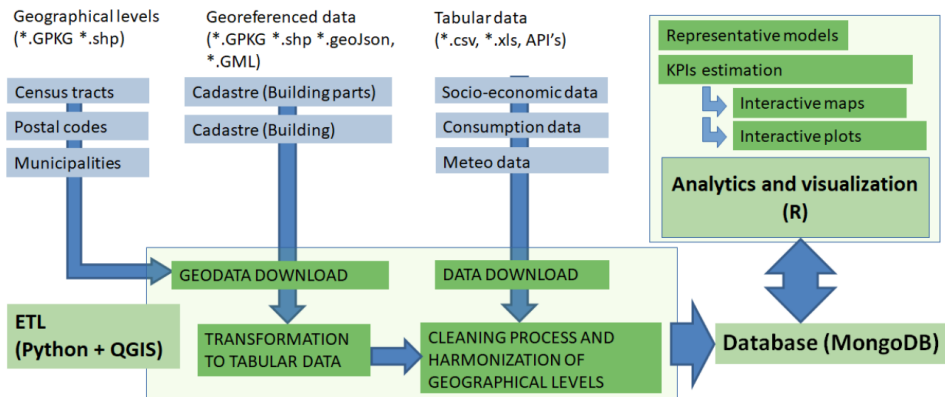 Geographical levels
(*.GPKG *.shp)
Census tracts
Postal codes
Municipalities
Georeferenced data
(*.GPKG *.shp *.geoJson,
*.GML)
Cadastre (Building parts)
Cadastre (Building)
Tabular data
(*.csv, *.xls, API's)
Socio-economic data
Consumption data
Meteo data
Representative models
KPIs estimation
Interactive maps
Interactive plots
Analytics and visualization
(R)
GEODATA DOWNLOAD
DATA DOWNLOAD
ETL
(Python + QGIS)
TRANSFORMATION
TO TABULAR DATA
CLEANING PROCESS AND
HARMONIZATION OF
GEOGRAPHICAL LEVELS
Database (MongoDB)